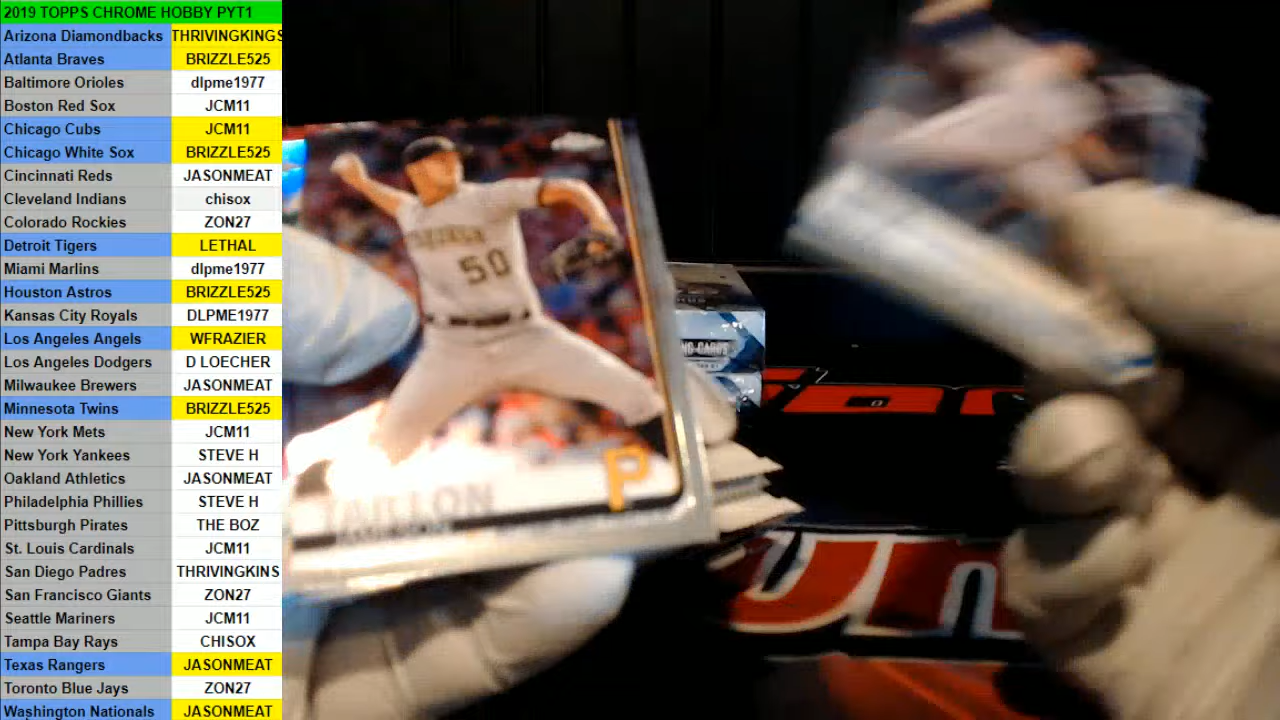 2019 TOPPS CHROME HOBBY PYT1
Arizona Diamondbacks THRIVINGKINGS
Atlanta Braves BRIZZLE525
Baltimore Orioles dlpme1977
Boston Red Sox JCM11
Chicago Cubs JCM11
Chicago White Sox BRIZZLE525
Cincinnati Reds JASONMEAT
Cleveland Indians chisox
Colorado Rockies ZON27
Detroit Tigers LETHAL
Miami Marlins dlpme1977
Houston Astros BRIZZLE525
Kansas City Royals DLPME1977
Los Angeles Angels WFRAZIER
Los Angeles Dodgers D LOECHER
Milwaukee Brewers JASONMEAT
Minnesota Twins BRIZZLE525
New York Mets JCM11
New York Yankees STEVE H
Oakland Athletics JASONMEAT
Philadelphia Phillies STEVE H
Pittsburgh Pirates THE BOZ
St. Louis Cardinals JCM11
San Diego Padres THRIVINGKINS
San Francisco Giants ZON27
Seattle Mariners JCM11
Tampa Bay Rays CHISOX
Texas Rangers JASONMEAT
Toronto Blue Jays ZON27
Washington Nationals JASONMEAT
50
TAILLON
P
CARDS